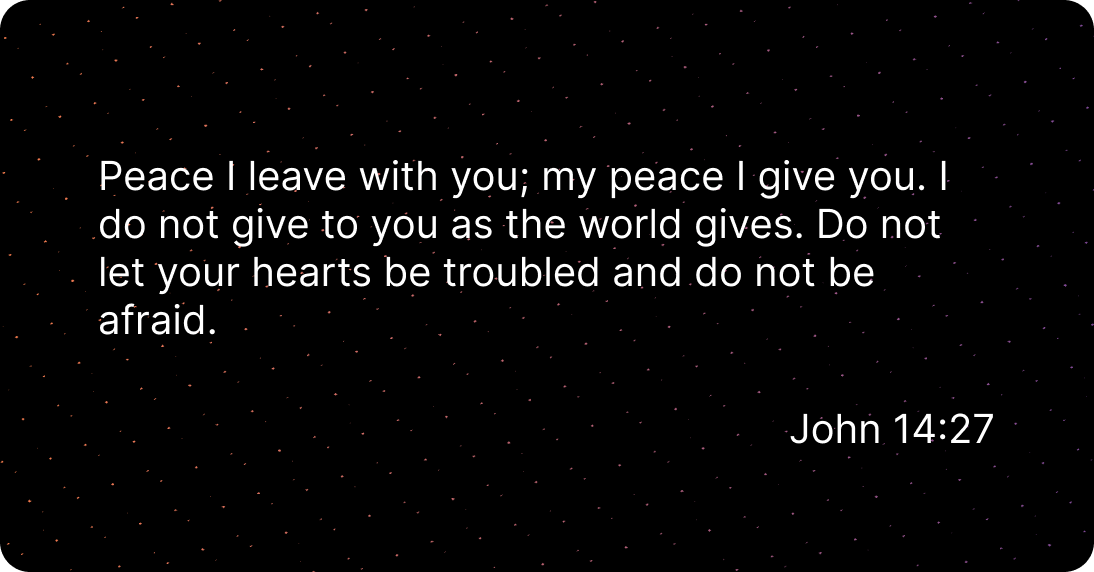 Peace I leave with you; my peace I give you. I
do not give to you as the world gives. Do not
let your hearts be troubled and do not be
afraid.
John 14:27